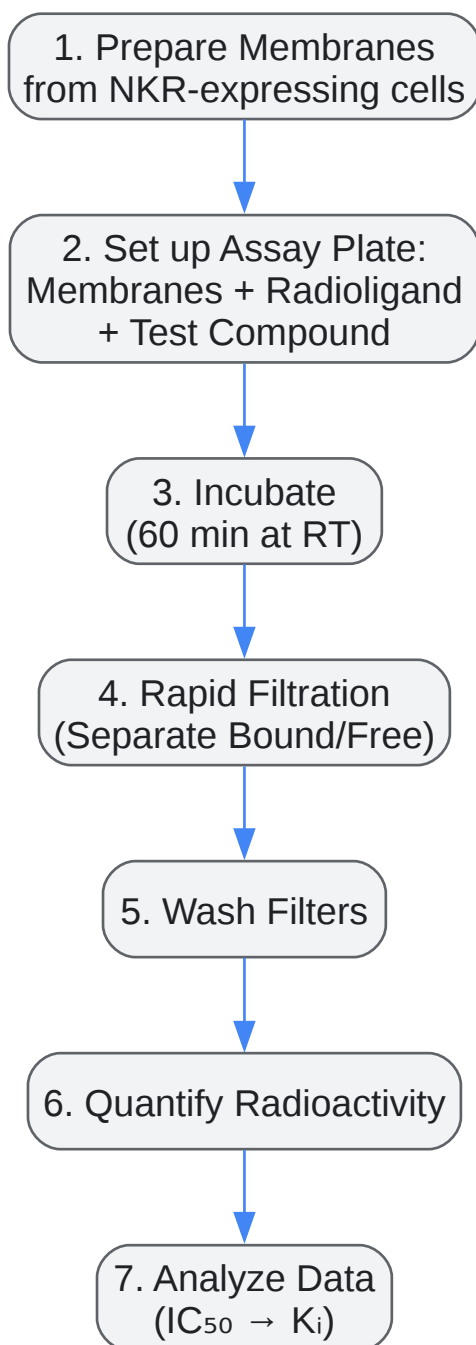 1. Prepare Membranes
from NKR-expressing cells
2. Set up Assay Plate:
Membranes + Radioligand
+ Test Compound
3. Incubate
(60 min at RT)
4. Rapid Filtration
(Separate Bound/Free)
5. Wash Filters
6. Quantify Radioactivity
7. Analyze Data
(IC₅₀ → Kᵢ)